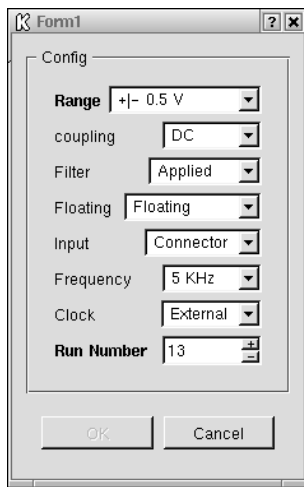 Form1
Config
Range +|- 0.5 V
coupling DC
Filter Applied
Floating Floating
Input Connector
Frequency 5 KHz
Clock External
Run Number 13
OK Cancel